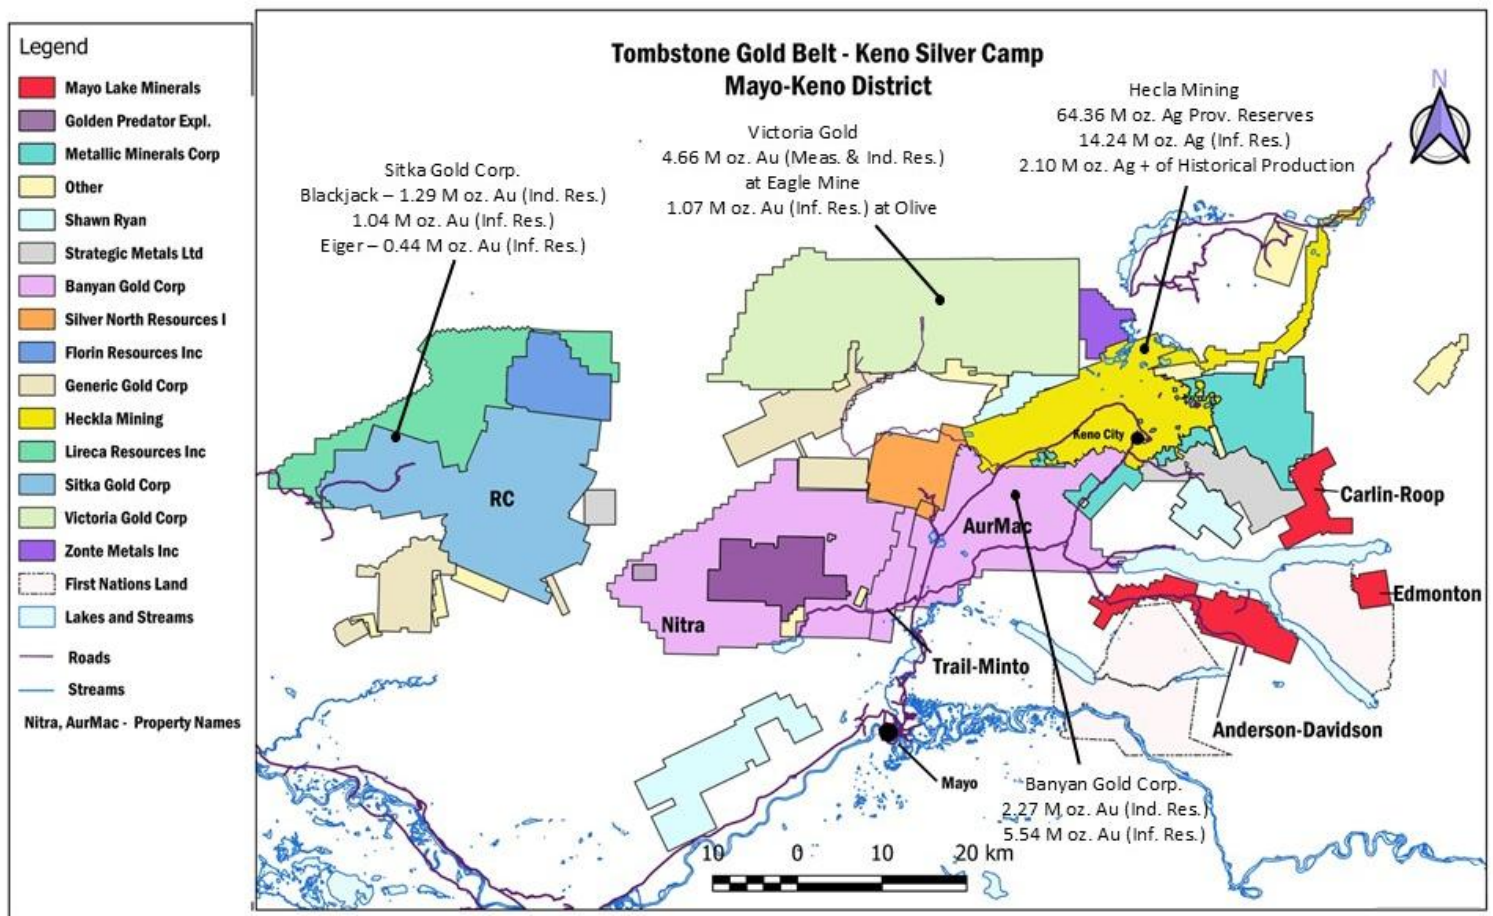 Legend
Mayo Lake Minerals
Golden Predator Expl.
Metallic Minerals Corp
Other
Shawn Ryan
Strategic Metals Ltd
Banyan Gold Corp
Silver North Resources I
Florin Resources Inc
Generic Gold Corp
Heckla Mining
Lireca Resources Inc
Sitka Gold Corp
Victoria Gold Corp
Zonte Metals Inc
First Nations Land
Lakes and Streams
Roads
Streams
Nitra, AurMac - Property Names
Tombstone Gold Belt - Keno Silver Camp
Mayo-Keno District
N
Sitka Gold Corp.
Blackjack – 1.29 M oz. Au (Ind. Res.)
1.04 M oz. Au (Inf. Res.)
Eiger – 0.44 M oz. Au (Inf. Res.)
Victoria Gold
4.66 M oz. Au (Meas. & Ind. Res.)
at Eagle Mine
1.07 M oz. Au (Inf. Res.) at Olive
Hecla Mining
64.36 M oz. Ag Prov. Reserves
14.24 M oz. Ag (Inf. Res.)
2.10 M oz. Ag + of Historical Production
Keno City
RC
Carlin-Roop
AurMac
Edmonton
Nitra
Trail-Minto
Anderson-Davidson
Mayo
Banyan Gold Corp.
2.27 M oz. Au (Ind. Res.)
5.54 M oz. Au (Inf. Res.)
10 0 10 20 km